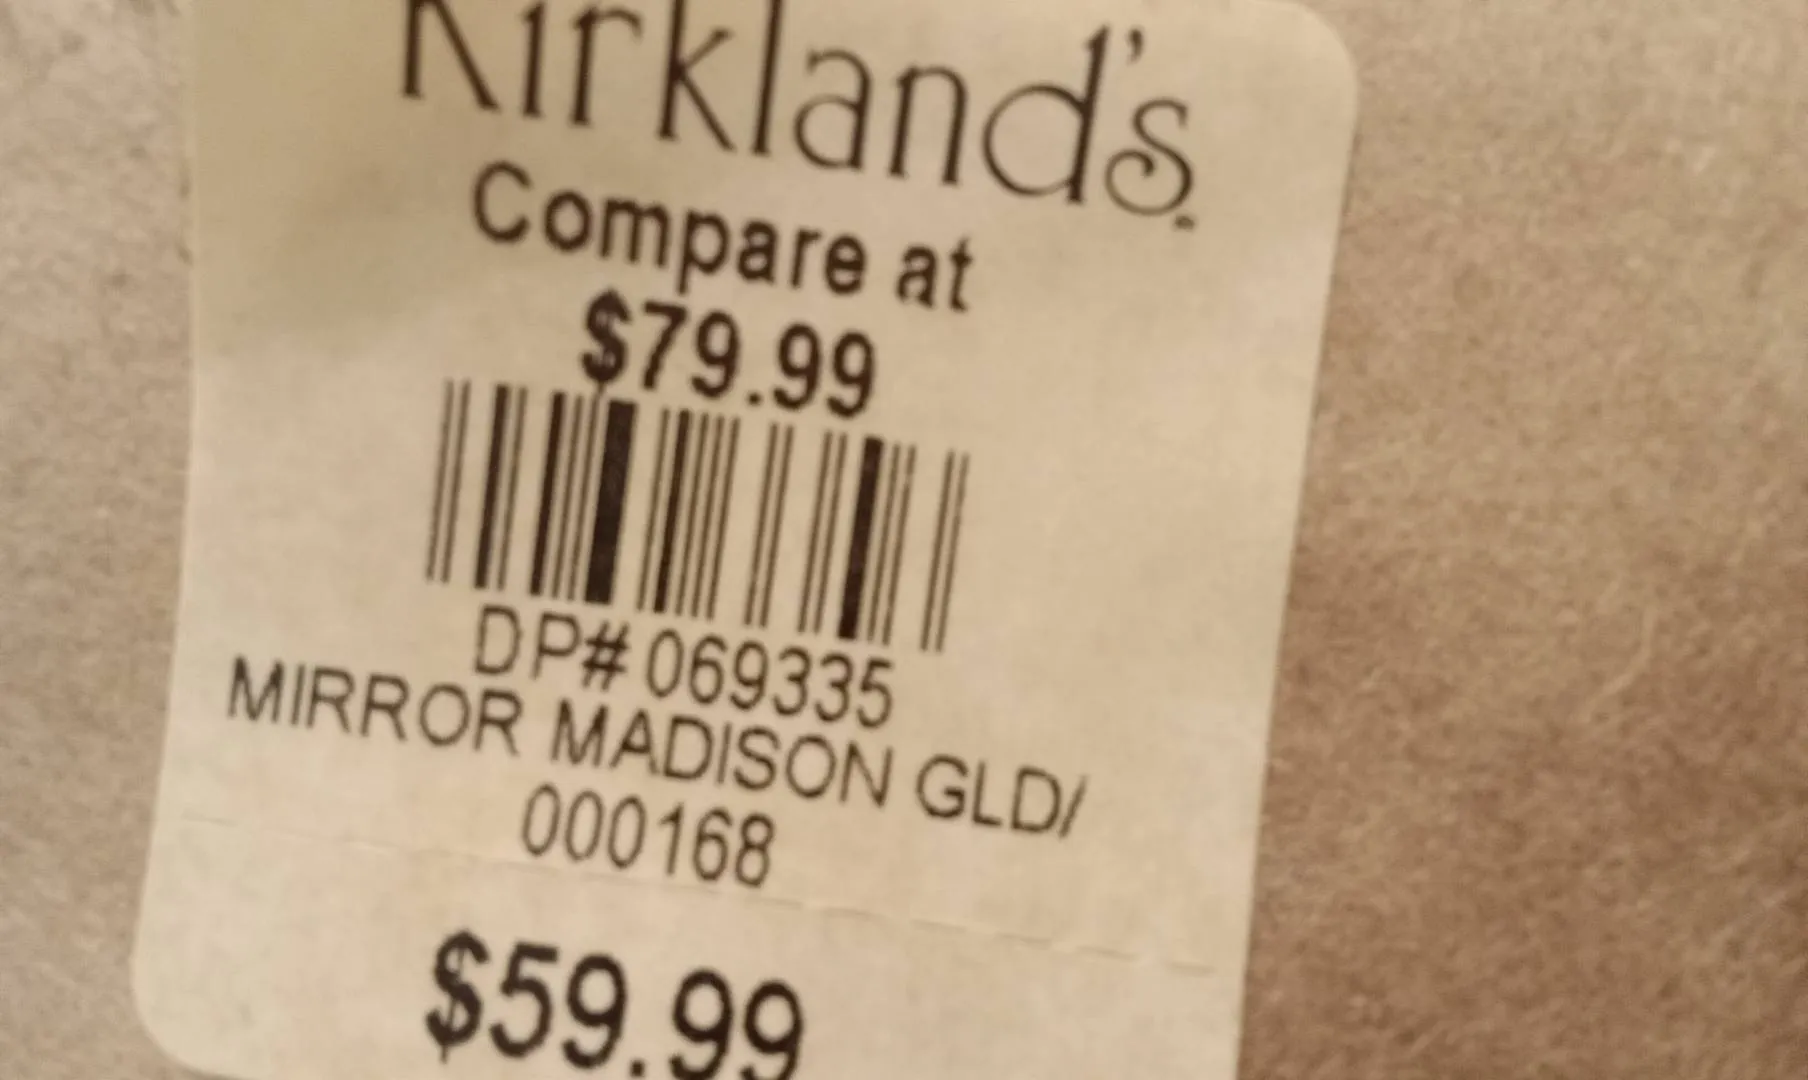 Kirkland's
Compare at
$79.99
DP# 069335
MIRROR MADISON GLD/
000168
$59.99